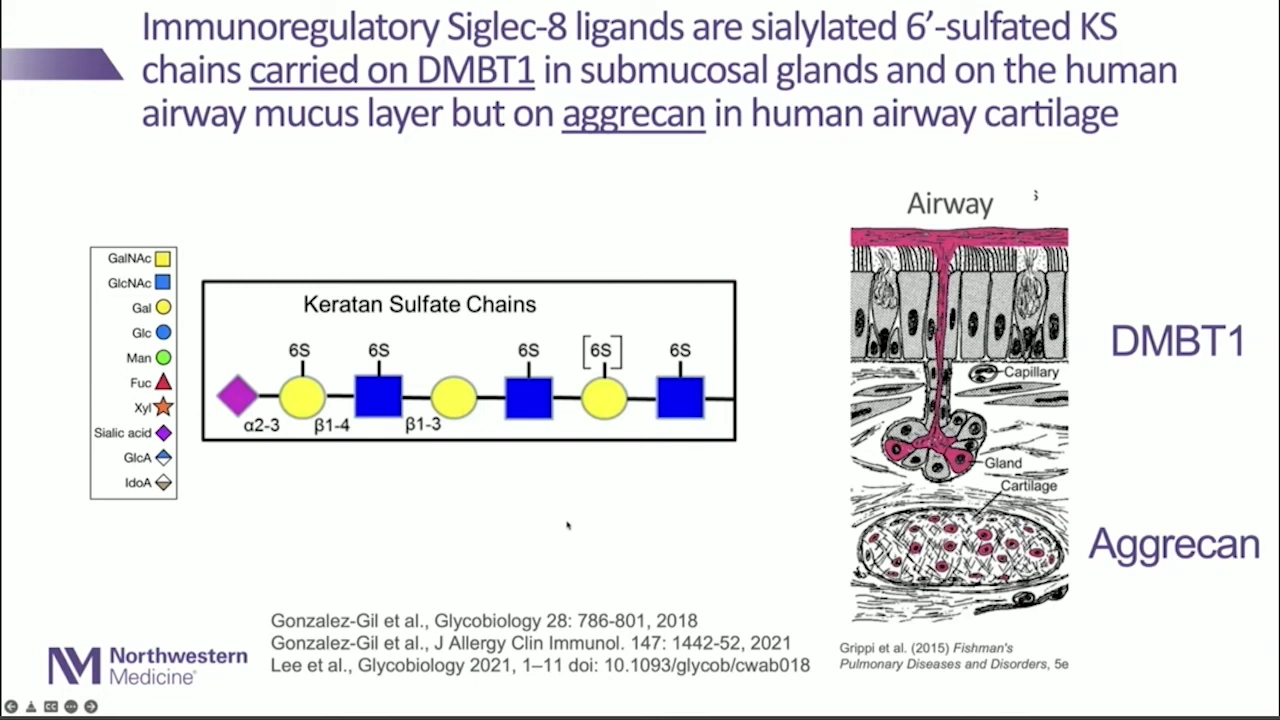 Immunoregulatory Siglec-8 ligands are sialylated 6’-sulfated KS
chains carried on DMBT1 in submucosal glands and on the human
airway mucus layer but on aggrecan in human airway cartilage
Airway
s
GalNAc
GlcNAc
Gal
Glc
Man
Fuc
Xyl
Sialic acid
GlcA
IdoA
Keratan Sulfate Chains
6S 6S 6S [6S] 6S
α2-3 β1-4 β1-3
Capillary
Gland
Cartilage
DMBT1
Aggrecan
Gonzalez-Gil et al., Glycobiology 28: 786-801, 2018
Gonzalez-Gil et al., J Allergy Clin Immunol. 147: 1442-52, 2021
Lee et al., Glycobiology 2021, 1–11 doi: 10.1093/glycob/cwab018
Grippi et al. (2015) Fishman's
Pulmonary Diseases and Disorders, 5e
NM Northwestern
Medicine®
CC